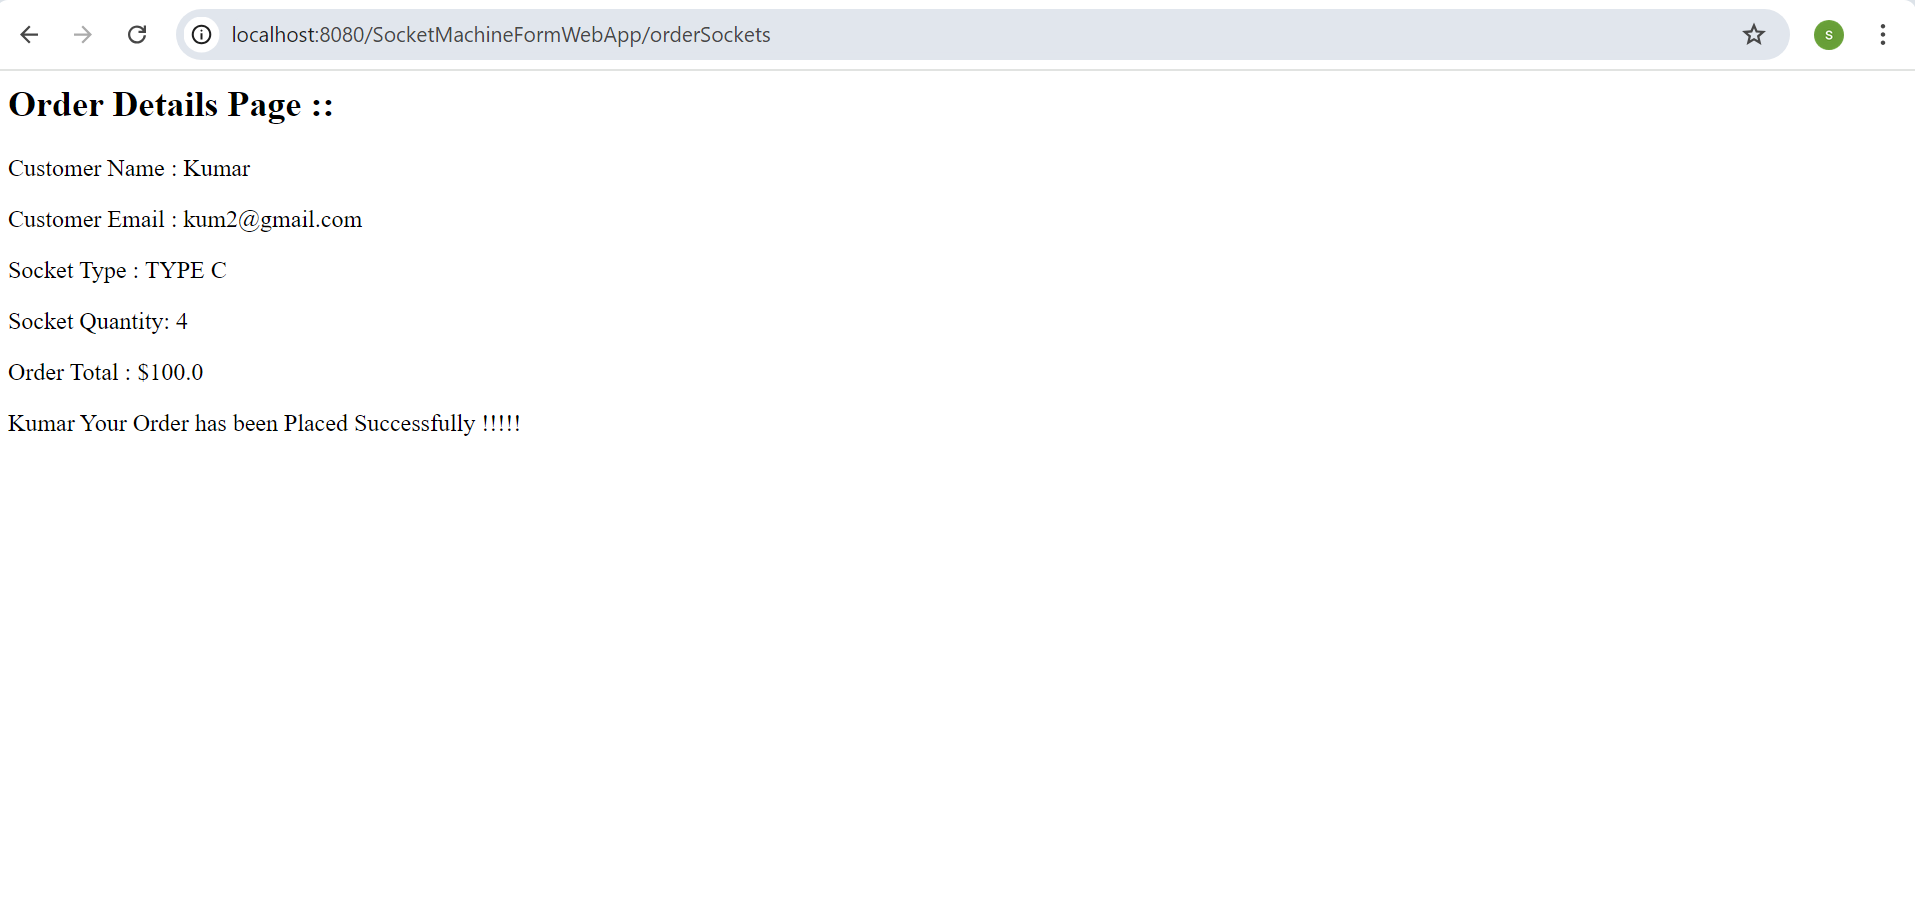 localhost:8080/SocketMachineFormWebApp/orderSockets
S
Order Details Page ::
Customer Name : Kumar
Customer Email : kum2@gmail.com
Socket Type : TYPE C
Socket Quantity: 4
Order Total : $100.0
Kumar Your Order has been Placed Successfully !!!!!